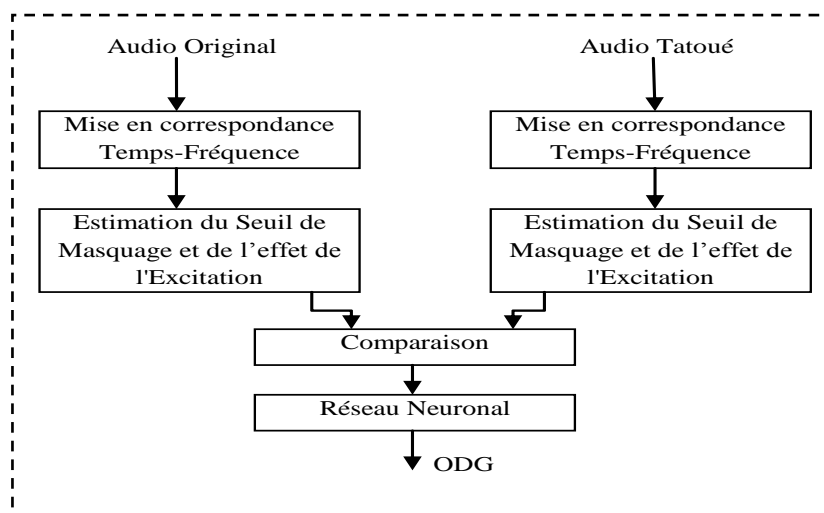 Audio Original
Audio Tatoué
Mise en correspondance
Temps-Fréquence
Mise en correspondance
Temps-Fréquence
Estimation du Seuil de
Masquage et de l’effet de
l'Excitation
Estimation du Seuil de
Masquage et de l’effet de
l'Excitation
Comparaison
Réseau Neuronal
ODG